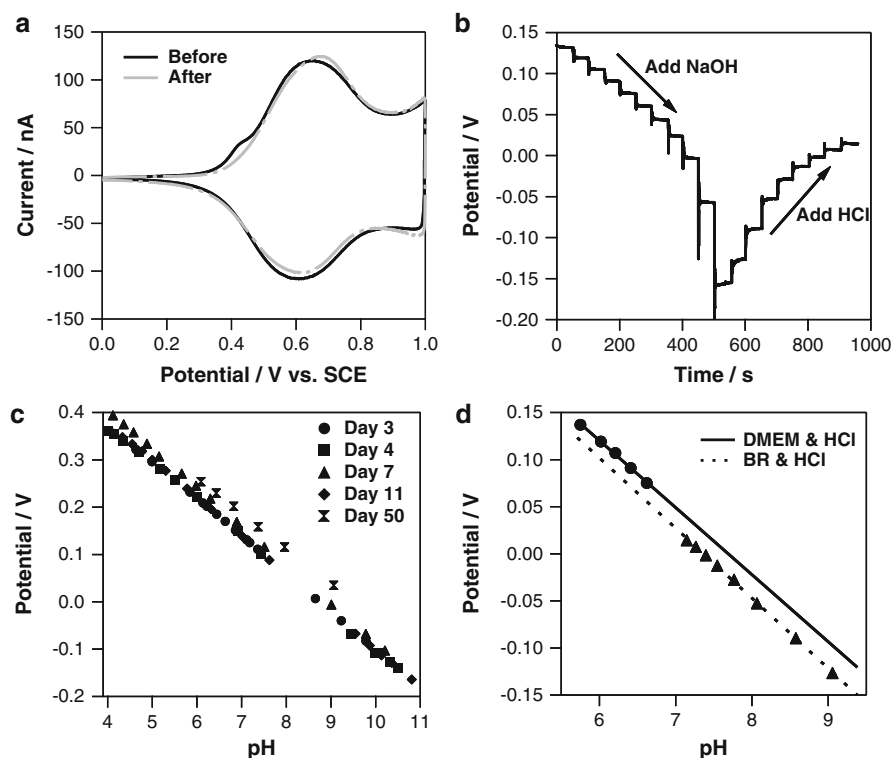 a
Before
After
150
100
50
0
-50
-100
-150
Current / nA
0.0 0.2 0.4 0.6 0.8 1.0
Potential / V vs. SCE
b
Add NaOH
Add HCl
0.15
0.10
0.05
0.00
-0.05
-0.10
-0.15
-0.20
Potential / V
0 200 400 600 800 1000
Time / s
c
Day 3
Day 4
Day 7
Day 11
Day 50
0.4
0.3
0.2
0.1
0.0
-0.1
-0.2
Potential / V
4 5 6 7 8 9 10 11
pH
d
DMEM & HCl
BR & HCl
0.15
0.10
0.05
0.00
-0.05
-0.10
-0.15
Potential / V
6 7 8 9
pH